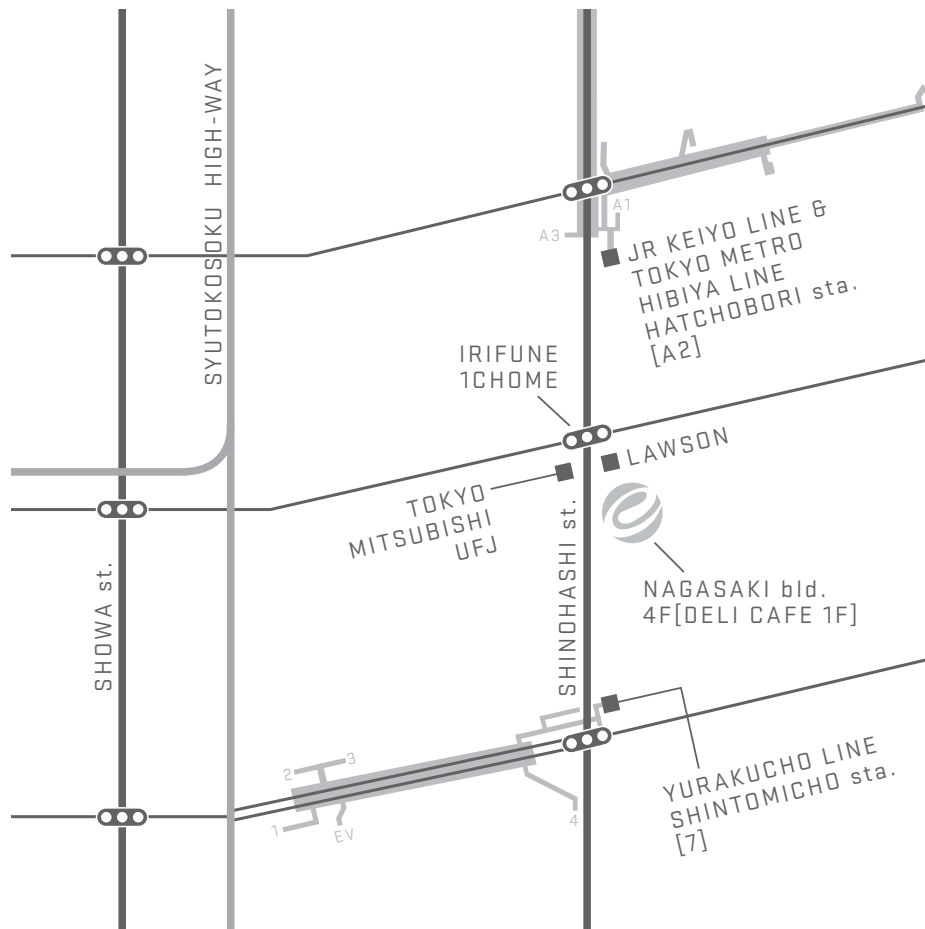 SYUTOKOSOKU HIGH-WAY
A1
A3
JR KEIYO LINE &
TOKYO METRO
HIBIYA LINE
HATCHOBORI sta.
[A2]
IRIFUNE
1CHOME
LAWSON
TOKYO
MITSUBISHI
UFJ
SHINOHASHI st.
SHOWA st.
NAGASAKI bld.
4F[DELI CAFE 1F]
YURAKUCHO LINE
SHINTOMICHO sta.
[7]
2
3
1
EV
4